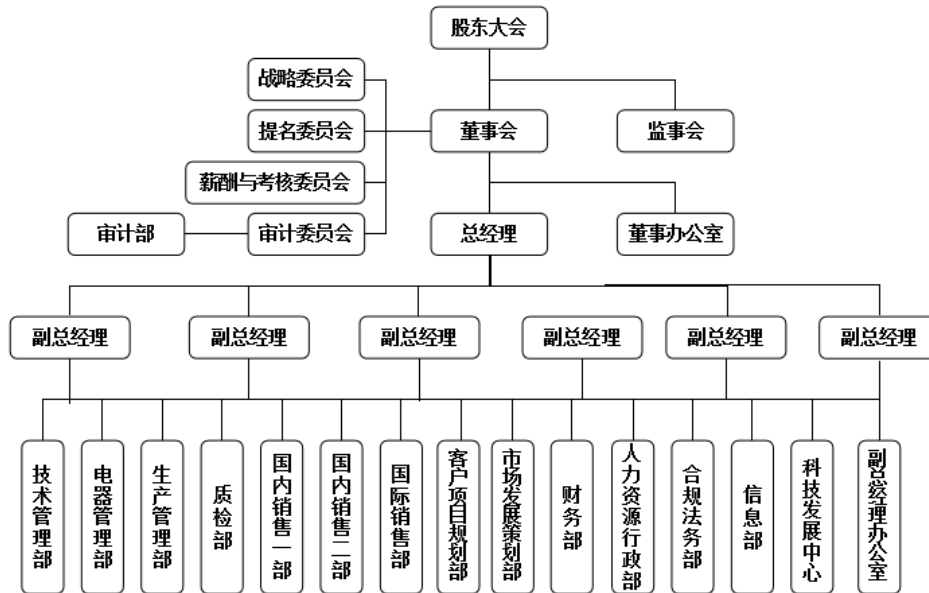 股东大会
战略委员会
提名委员会
董事会
监事会
薪酬与考核委员会
审计部
审计委员会
总经理
董事办公室
副总经理
副总经理
副总经理
副总经理
副总经理
副总经理
技术管理部
电器管理部
生产管理部
质检部
国内销售一部
国内销售二部
国际销售部
客户项目规划部
市场发展策划部
财务部
人力资源行政部
合规法务部
信息部
科技发展中心
副总经理办公室